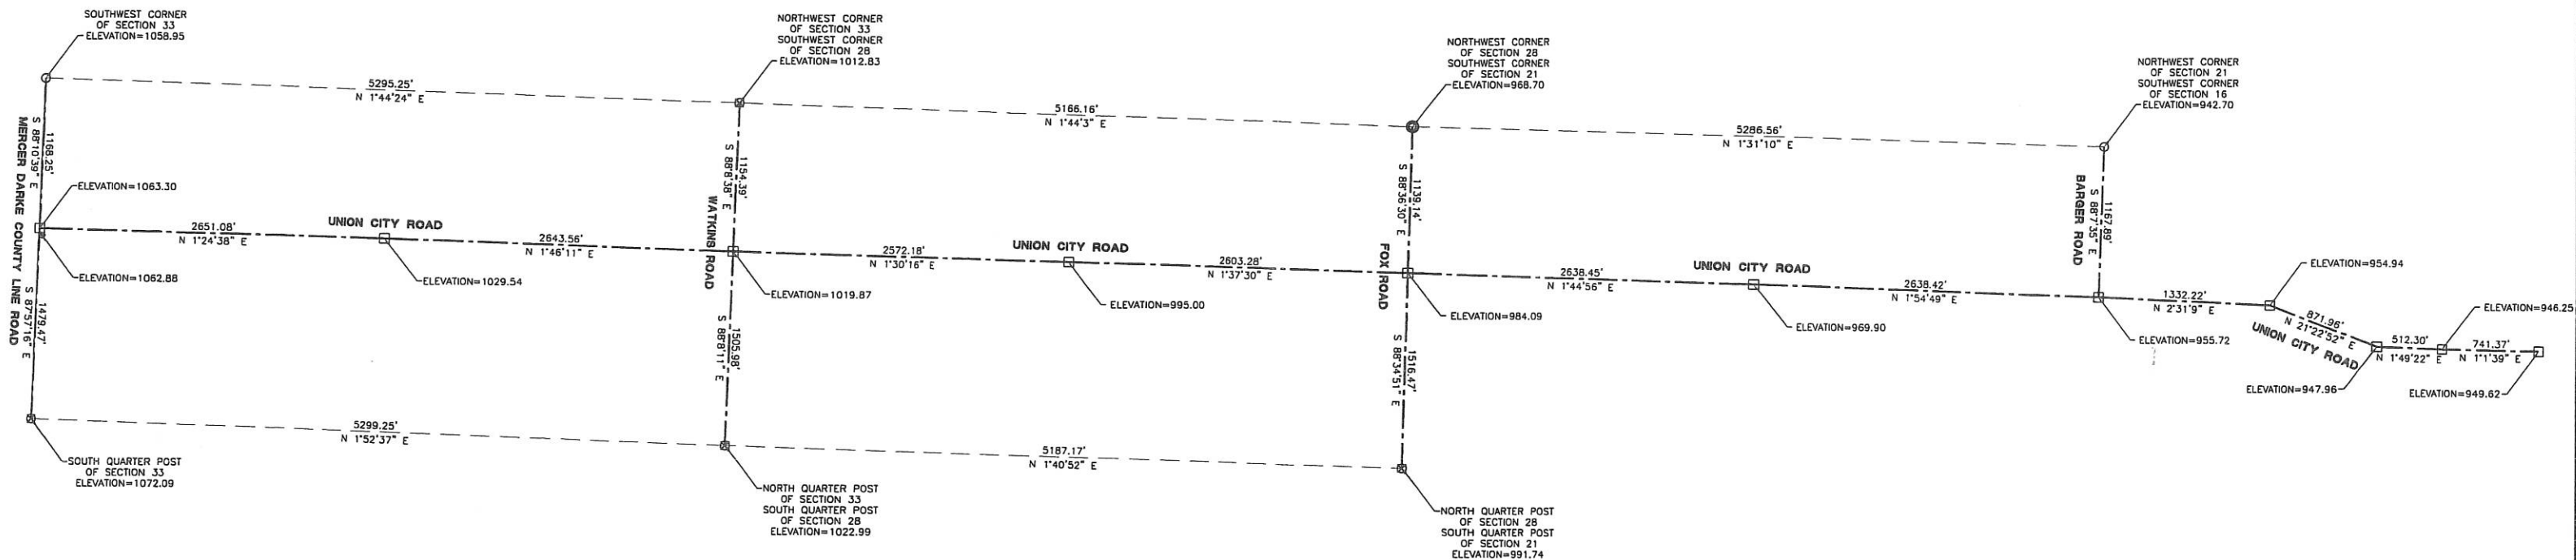 SOUTHWEST CORNER
OF SECTION 33
ELEVATION=1058.95
NORTHWEST CORNER
OF SECTION 33
SOUTHWEST CORNER
OF SECTION 28
ELEVATION=1012.83
NORTHWEST CORNER
OF SECTION 28
SOUTHWEST CORNER
OF SECTION 21
ELEVATION=968.70
NORTHWEST CORNER
OF SECTION 21
SOUTHWEST CORNER
OF SECTION 16
ELEVATION=942.70
5295.25'
N 1°44'24" E
5166.16'
N 1°44'3" E
5286.56'
N 1°31'10" E
1168.25'
S 88°10'39" E
MERCER DARKE COUNTY LINE ROAD
1479.47'
S 87°57'16" E
1154.39'
S 88°8'38" E
WATKINS ROAD
1505.98'
S 88°8'11" E
1139.14'
S 88°36'30" E
FOX ROAD
1516.47'
S 88°34'51" E
1167.89'
S 88°7'35" E
BARGER ROAD
ELEVATION=1063.30
2651.08'
N 1°24'38" E
UNION CITY ROAD
2643.56'
N 1°46'11" E
2572.18'
N 1°30'16" E
UNION CITY ROAD
2603.28'
N 1°37'30" E
2638.45'
N 1°44'56" E
UNION CITY ROAD
2638.42'
N 1°54'49" E
1332.22'
N 2°31'9" E
ELEVATION=954.94
871.96'
N 21°22'52" E
UNION CITY ROAD
512.30'
N 1°49'22" E
741.37'
N 1°1'39" E
ELEVATION=946.25
ELEVATION=1062.88
ELEVATION=1029.54
ELEVATION=1019.87
ELEVATION=995.00
ELEVATION=984.09
ELEVATION=969.90
ELEVATION=955.72
ELEVATION=947.96
ELEVATION=949.62
5299.25'
N 1°52'37" E
5187.17'
N 1°40'52" E
SOUTH QUARTER POST
OF SECTION 33
ELEVATION=1072.09
NORTH QUARTER POST
OF SECTION 33
SOUTH QUARTER POST
OF SECTION 28
ELEVATION=1022.99
NORTH QUARTER POST
OF SECTION 28
SOUTH QUARTER POST
OF SECTION 21
ELEVATION=991.74